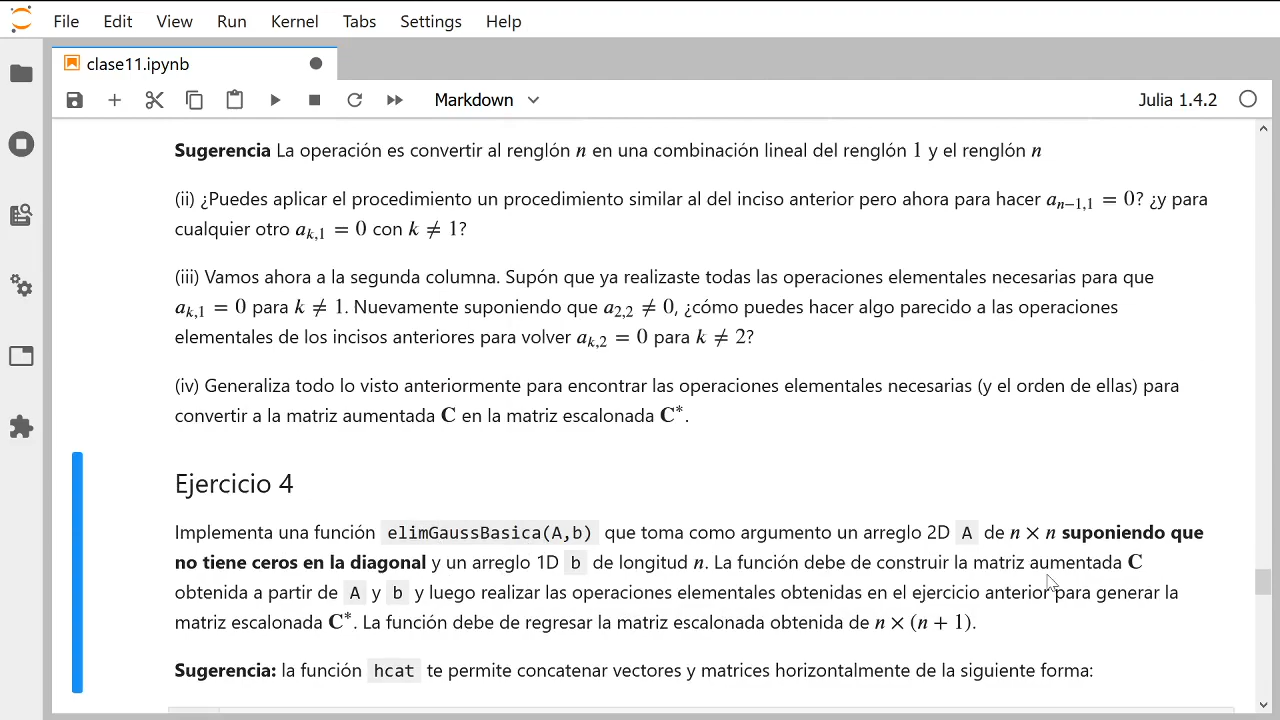 File Edit View Run Kernel Tabs Settings Help
clase11.ipynb
Markdown
Julia 1.4.2
Sugerencia La operación es convertir al renglón n en una combinación lineal del renglón 1 y el renglón n
(ii) ¿Puedes aplicar el procedimiento un procedimiento similar al del inciso anterior pero ahora para hacer a_{n−1,1} = 0? ¿y para
cualquier otro a_{k,1} = 0 con k ≠ 1?
(iii) Vamos ahora a la segunda columna. Supón que ya realizaste todas las operaciones elementales necesarias para que
a_{k,1} = 0 para k ≠ 1. Nuevamente suponiendo que a_{2,2} ≠ 0, ¿cómo puedes hacer algo parecido a las operaciones
elementales de los incisos anteriores para volver a_{k,2} = 0 para k ≠ 2?
(iv) Generaliza todo lo visto anteriormente para encontrar las operaciones elementales necesarias (y el orden de ellas) para
convertir a la matriz aumentada C en la matriz escalonada C*.
Ejercicio 4
Implementa una función elimGaussBasica(A,b) que toma como argumento un arreglo 2D A de n × n suponiendo que
no tiene ceros en la diagonal y un arreglo 1D b de longitud n. La función debe de construir la matriz aumentada C
obtenida a partir de A y b y luego realizar las operaciones elementales obtenidas en el ejercicio anterior para generar la
matriz escalonada C*. La función debe de regresar la matriz escalonada obtenida de n × (n + 1).
Sugerencia: la función hcat te permite concatenar vectores y matrices horizontalmente de la siguiente forma: